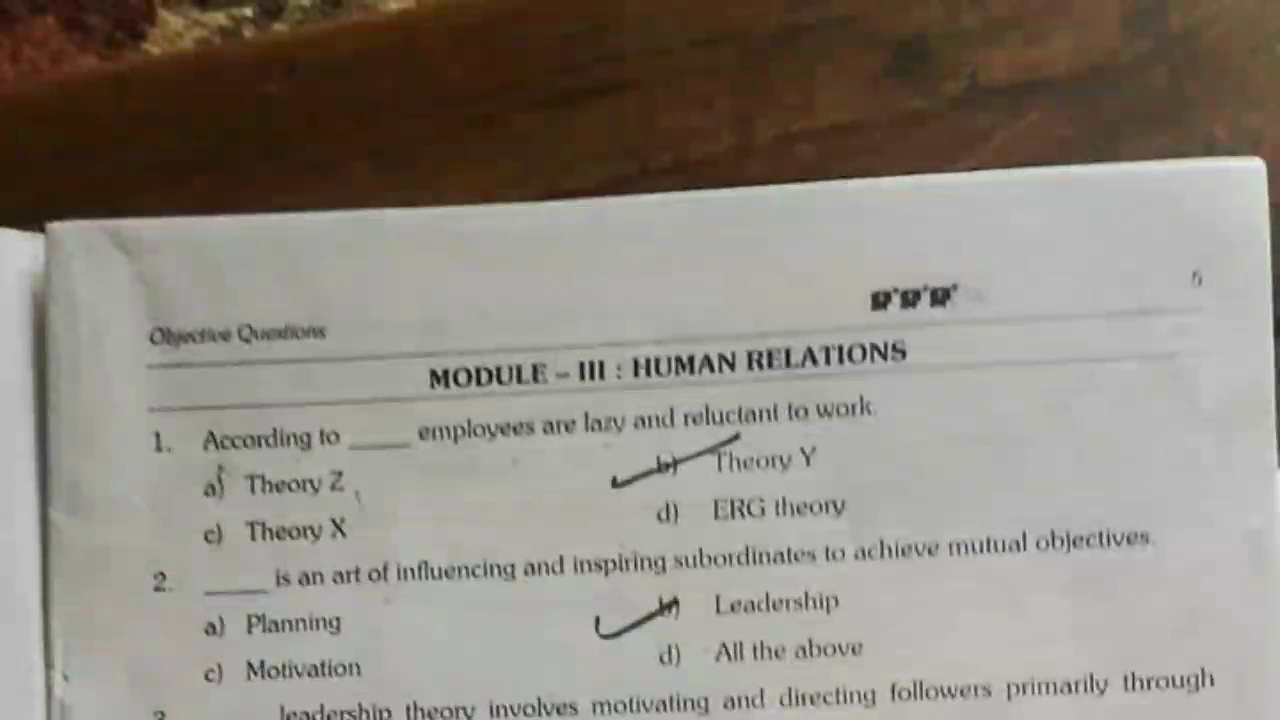 6
Objective Questions
MODULE – III : HUMAN RELATIONS
1. According to ____ employees are lazy and reluctant to work.
a) Theory Z
b) Theory Y
c) Theory X
d) ERG theory
2. ____ is an art of influencing and inspiring subordinates to achieve mutual objectives.
a) Planning
b) Leadership
c) Motivation
d) All the above
3. leadership theory involves motivating and directing followers primarily through